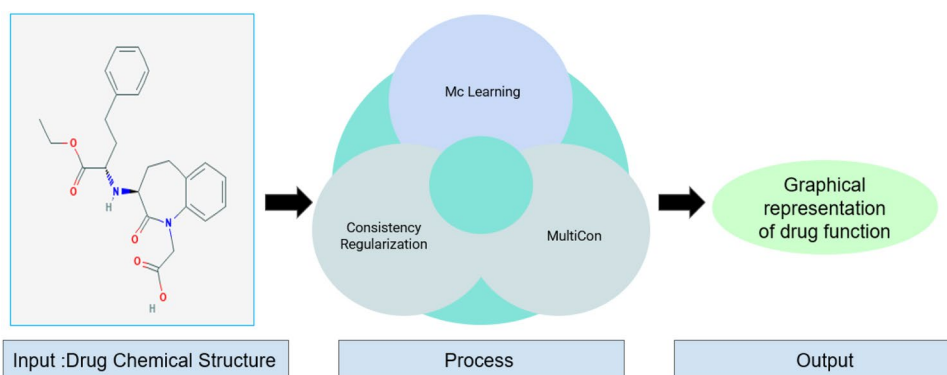 Mc Learning
Consistency
Regularization
MultiCon
Graphical
representation
of drug function
O
O
N
H
O
N
O
O
H
Input :Drug Chemical Structure
Process
Output